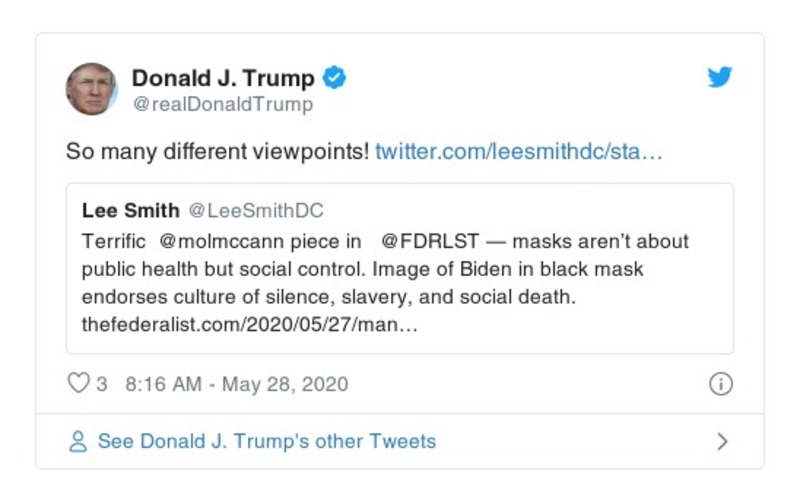 Donald J. Trump
@realDonaldTrump
So many different viewpoints! twitter.com/leesmithdc/sta…
Lee Smith @LeeSmithDC
Terrific @molmccann piece in @FDRLST — masks aren’t about
public health but social control. Image of Biden in black mask
endorses culture of silence, slavery, and social death.
thefederalist.com/2020/05/27/man…
3 8:16 AM - May 28, 2020
See Donald J. Trump's other Tweets